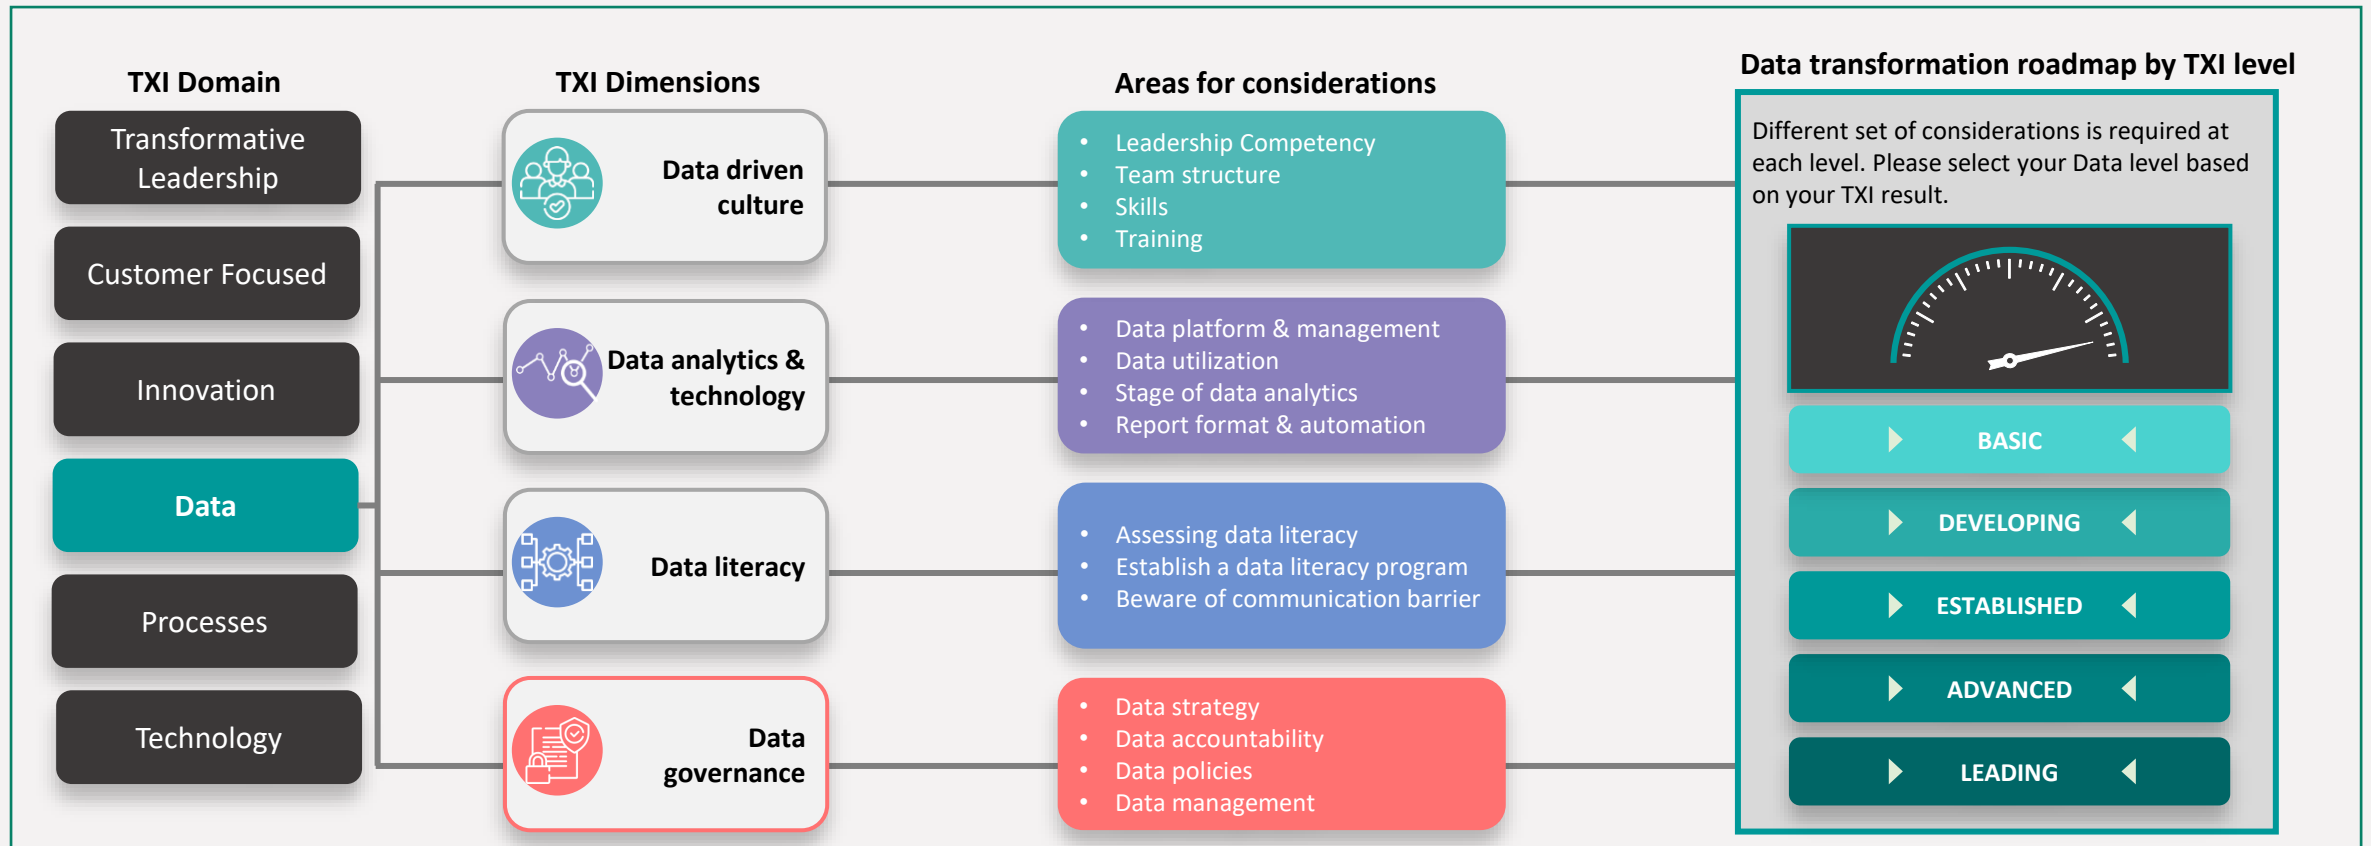 TXI Domain
Transformative
Leadership
Customer Focused
Innovation
Data
Processes
Technology
TXI Dimensions
Data driven
culture
Data analytics &
technology
Data literacy
Data
governance
Areas for considerations
• Leadership Competency
• Team structure
• Skills
• Training
• Data platform & management
• Data utilization
• Stage of data analytics
• Report format & automation
• Assessing data literacy
• Establish a data literacy program
• Beware of communication barrier
• Data strategy
• Data accountability
• Data policies
• Data management
Data transformation roadmap by TXI level
Different set of considerations is required at
each level. Please select your Data level based
on your TXI result.
BASIC
DEVELOPING
ESTABLISHED
ADVANCED
LEADING